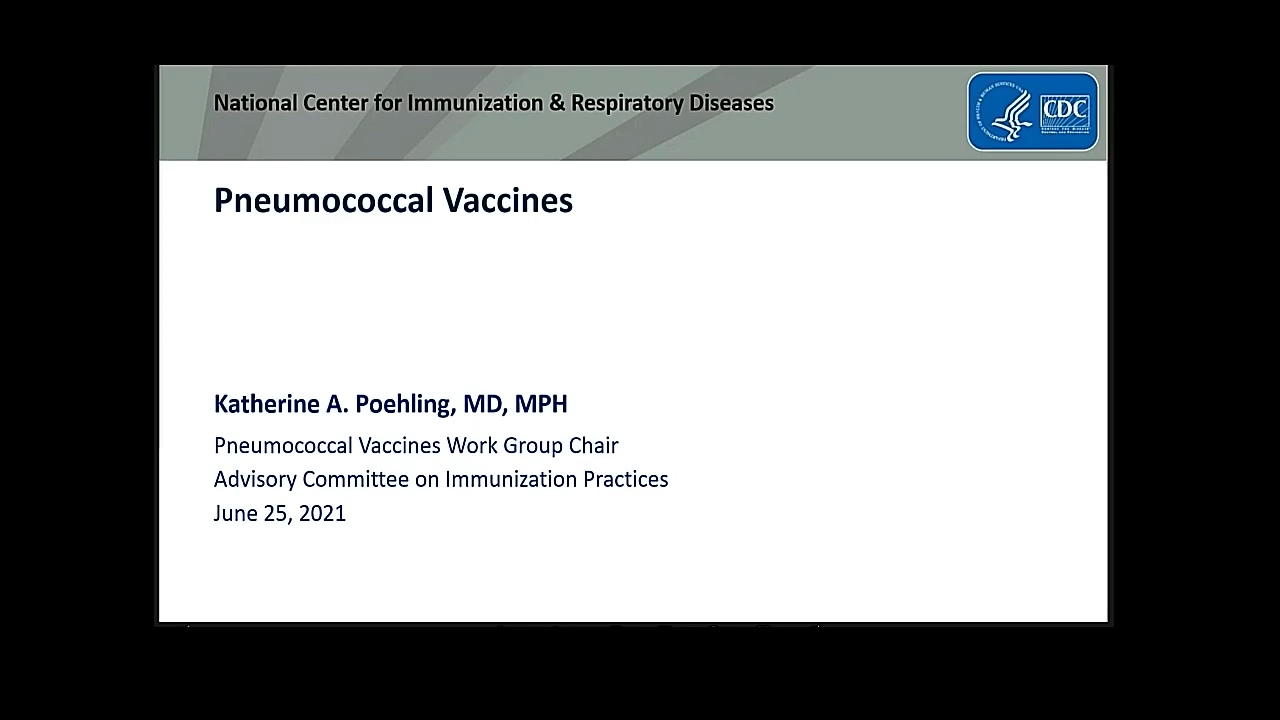 National Center for Immunization & Respiratory Diseases
CDC
Pneumococcal Vaccines
Katherine A. Poehling, MD, MPH
Pneumococcal Vaccines Work Group Chair
Advisory Committee on Immunization Practices
June 25, 2021